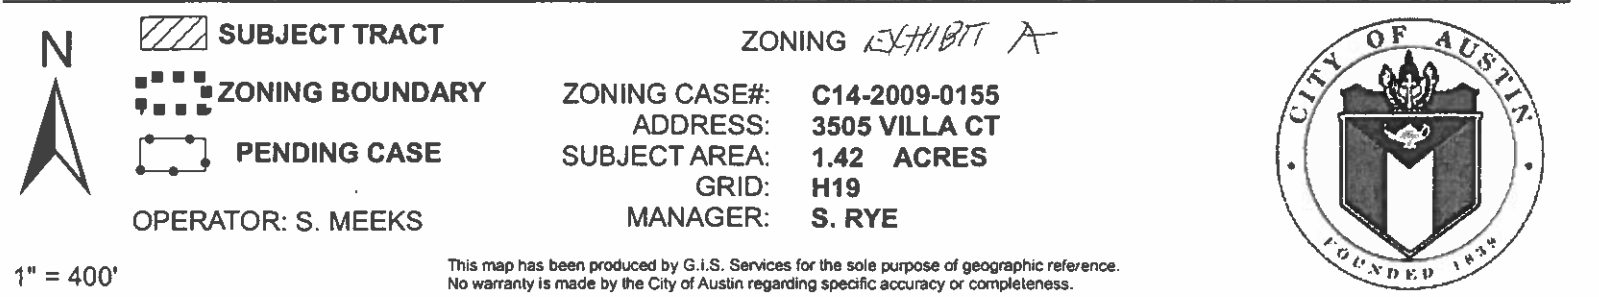 N
SUBJECT TRACT
ZONING BOUNDARY
PENDING CASE
OPERATOR: S. MEEKS
1" = 400'
ZONING EXHIBIT A
ZONING CASE#: C14-2009-0155
ADDRESS: 3505 VILLA CT
SUBJECT AREA: 1.42 ACRES
GRID: H19
MANAGER: S. RYE
This map has been produced by G.I.S. Services for the sole purpose of geographic reference.
No warranty is made by the City of Austin regarding specific accuracy or completeness.
CITY OF AUSTIN
FOUNDED 1839